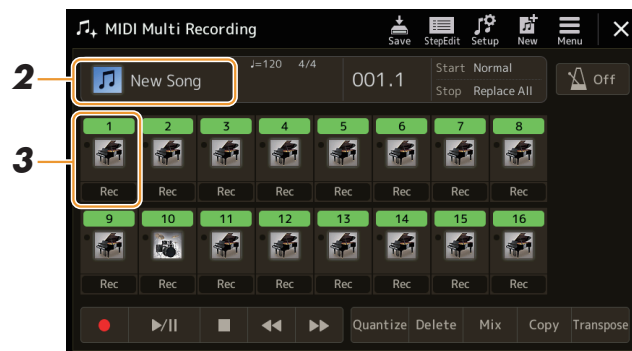 MIDI Multi Recording
Save StepEdit Setup New Menu
2
New Song
♩=120 4/4
001.1
Start Normal
Stop Replace All
Off
3
1 2 3 4 5 6 7 8
Rec Rec Rec Rec Rec Rec Rec Rec
9 10 11 12 13 14 15 16
Rec Rec Rec Rec Rec Rec Rec Rec
Quantize Delete Mix Copy Transpose